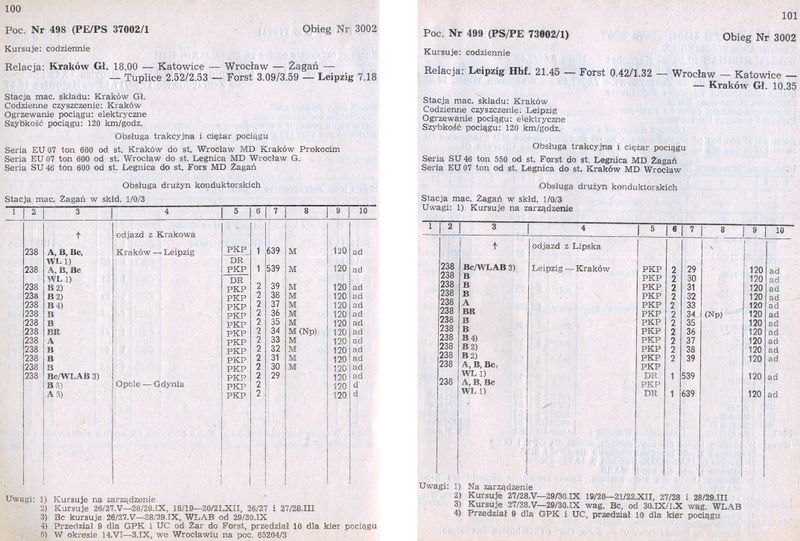 100
Poc. Nr 498 (PE/PS 37002/1 Obieg Nr 3002
Kursuje: codziennie
Relacja: Kraków Gł. 18.00 — Katowice — Wrocław — Żagań —
— Tuplice 2.52/2.53 — Forst 3.09/3.59 — Leipzig 7.18
Stacja mac. składu: Kraków Gł.
Codzienne czyszczenie: Kraków
Ogrzewanie pociągu: elektryczne
Szybkość pociągu: 120 km/godz.
Obsługa trakcyjna i ciężar pociągu
Seria EU 07 ton 600 od st. Kraków do st. Wrocław MD Kraków Prokocim
Seria EU 07 ton 600 od st. Wrocław do st. Legnica MD Wrocław G.
Seria SU 46 ton 600 od st. Legnica do st. Fors MD Żagań
Obsługa drużyn konduktorskich
Stacja mac. Żagań w skłd. 1/0/3
1 2 3 4 5 6 7 8 9 10
↑ odjazd z Krakowa
238 A, B, Bc, Kraków — Leipzig PKP 1 639 M 120 ad
WL 1) DR
238 A, B, Bc PKP 1 539 M 120 ad
WL 1) DR
238 B 2) PKP 2 39 M 120 ad
238 B 2) PKP 2 38 M 120 ad
238 B 4) PKP 2 37 M 120 ad
238 B PKP 2 36 M 120 ad
238 B PKP 2 35 M 120 ad
238 BR PKP 2 34 M (Np) 120 ad
238 A PKP 2 33 M 120 ad
238 B PKP 2 32 M 120 ad
238 B PKP 2 31 M 120 ad
238 B PKP 2 30 M 120 ad
238 Bc/WLAB 3) PKP 2 29 120 ad
B 5) Opole — Gdynia PKP 2 120 d
A 5) PKP 2 120 d
Uwagi: 1) Kursuje na zarządzenie
2) Kursuje 26/27.V—28/29.IX, 18/19—20/21.XII, 26/27 i 27/28.III
3) Bc kursuje 26/27.V—28/29.IX, WLAB od 29/30.IX
4) Przedział 9 dla GPK i UC od Żar do Forst, przedział 10 dla kier pociągu
5) W okresie 14.VI—3.IX, we Wrocławiu na poc. 65204/3
101
Poc. Nr 499 (PS/PE 73002/1) Obieg Nr 3002
Kursuje: codziennie
Relacja: Leipzig Hbf. 21.45 — Forst 0.42/1.32 — Wrocław — Katowice —
— Kraków Gł. 10.35
Stacja mac. składu: Kraków
Codzienne czyszczenie: Leipzig
Ogrzewanie pociągu: elektryczne
Szybkość pociągu: 120 km/godz.
Obsługa trakcyjna i ciężar pociągu
Seria SU 46 ton 550 od st. Forst do st. Legnica MD Żagań
Seria EU 07 ton od st. Legnica do st. Kraków MD Wrocław
Obsługa drużyn konduktorskich
Stacja mac. Żagań w skłd. 1/0/3
Uwagi: 1) Kursuje na zarządzenie
1 2 3 4 5 6 7 8 9 10
↑ odjazd z Lipska
238 Bc/WLAB 3) Leipzig — Kraków PKP 2 29 120 ad
238 B PKP 2 30 120 ad
238 B PKP 2 31 120 ad
238 B PKP 2 32 120 ad
238 A PKP 2 33 120 ad
238 BR PKP 2 34 (Np) 120 ad
238 B PKP 2 35 120 ad
238 B PKP 2 36 120 ad
238 B 4) PKP 2 37 120 ad
238 B 2) PKP 2 38 120 ad
238 B 2) PKP 2 39 120 ad
238 A, B, Bc, PKP
WL 1) DR 1 539 120 ad
238 A, B, Bc PKP
WL 1) DR 1 639 120 ad
Uwagi: 1) Na zarządzenie
2) Kursuje 27/28.V—29/30.IX 19/20—21/22.XII, 27/28 i 28/29.III
3) Kursuje 27/28.V—29/30.IX wag. Bc, od 30.IX/1.X wag. WLAB
4) Przedział 9 dla GPK i UC, przedział 10 dla kier pociągu